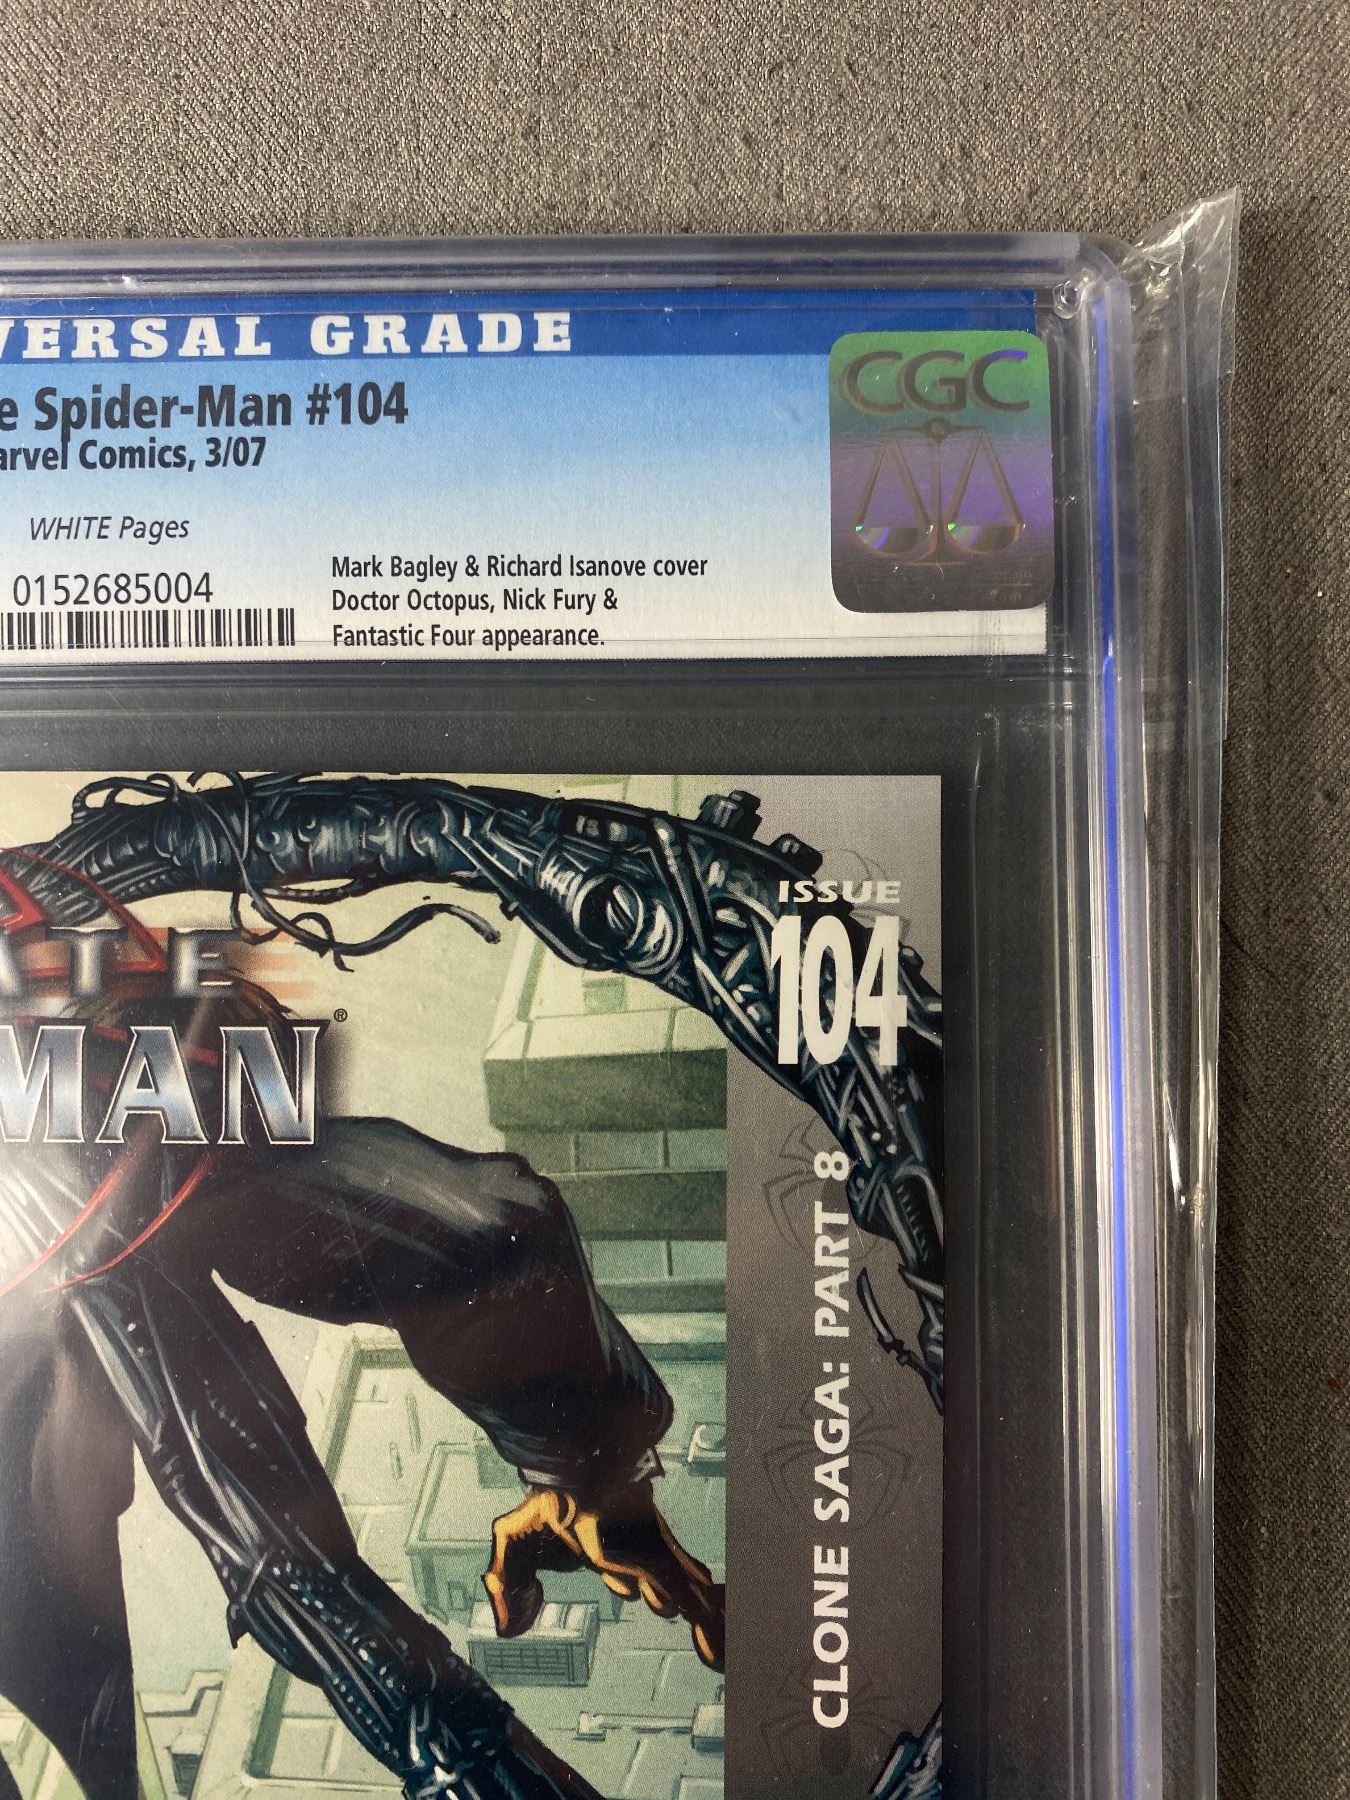 VERSAL GRADE
e Spider-Man #104
arvel Comics, 3/07
WHITE Pages
0152685004
Mark Bagley & Richard Isanove cover
Doctor Octopus, Nick Fury &
Fantastic Four appearance.
CGC
ATE
MAN®
ISSUE
104
CLONE SAGA: PART 8